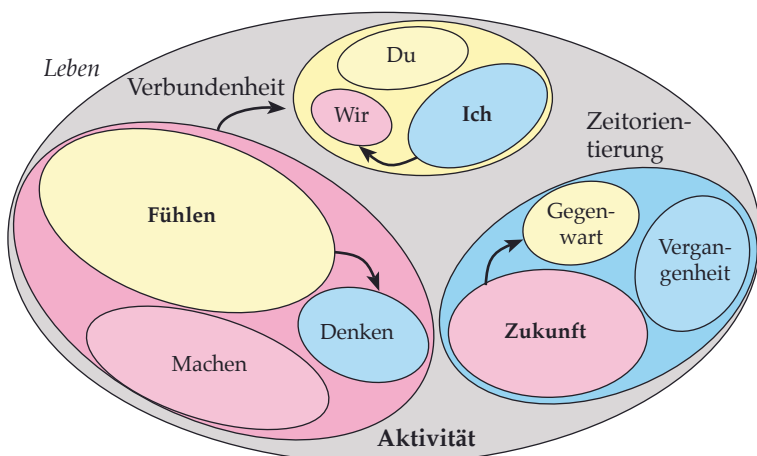 Leben
Verbundenheit
Du
Wir
Ich
Zeitorien-
tierung
Fühlen
Gegen-
wart
Vergan-
genheit
Denken
Zukunft
Machen
Aktivität